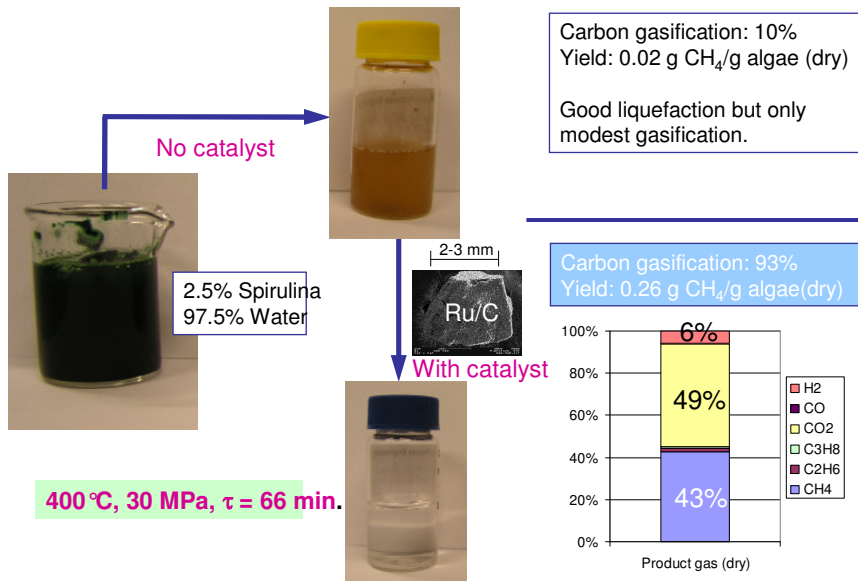 Carbon gasification: 10%
Yield: 0.02 g CH₄/g algae (dry)
Good liquefaction but only
modest gasification.
No catalyst
2.5% Spirulina
97.5% Water
2-3 mm
Ru/C
With catalyst
400°C, 30 MPa, τ = 66 min.
Carbon gasification: 93%
Yield: 0.26 g CH₄/g algae(dry)
100%
80%
60%
40%
20%
0%
6%
49%
43%
Product gas (dry)
H2
CO
CO2
C3H8
C2H6
CH4